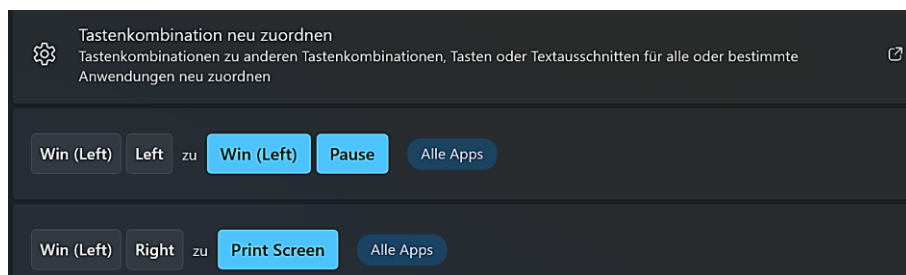 Tastenkombination neu zuordnen
Tastenkombinationen zu anderen Tastenkombinationen, Tasten oder Textausschnitten für alle oder bestimmte
Anwendungen neu zuordnen
Win (Left) Left zu Win (Left) Pause Alle Apps
Win (Left) Right zu Print Screen Alle Apps